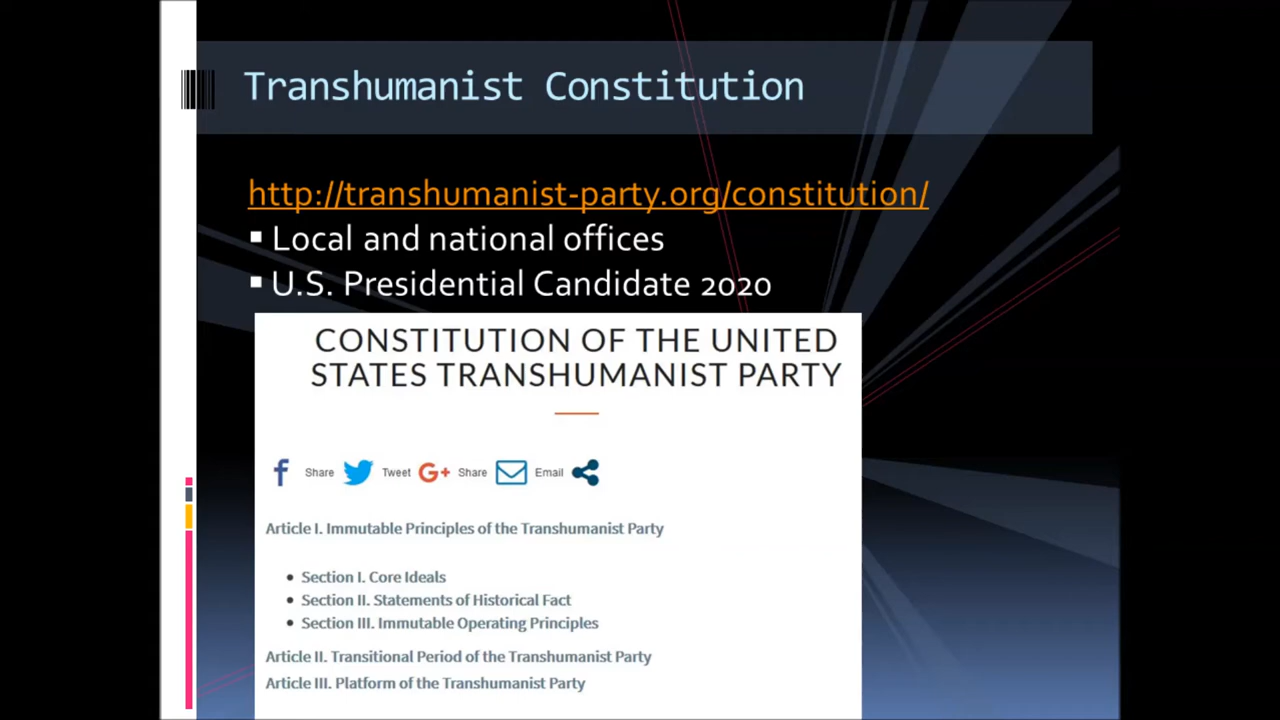 Transhumanist Constitution
http://transhumanist-party.org/constitution/
Local and national offices
U.S. Presidential Candidate 2020
CONSTITUTION OF THE UNITED
STATES TRANSHUMANIST PARTY
Share Tweet G+ Share Email
Article I. Immutable Principles of the Transhumanist Party
Section I. Core Ideals
Section II. Statements of Historical Fact
Section III. Immutable Operating Principles
Article II. Transitional Period of the Transhumanist Party
Article III. Platform of the Transhumanist Party